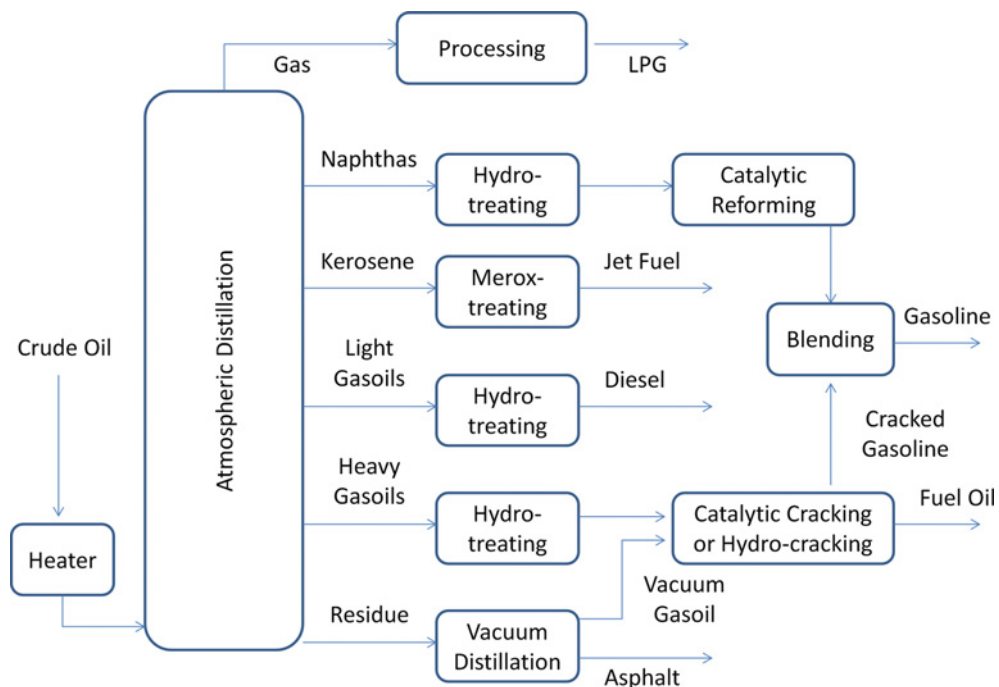 Processing
Gas
LPG
Naphthas
Hydro-
treating
Catalytic
Reforming
Kerosene
Merox-
treating
Jet Fuel
Blending
Gasoline
Crude Oil
Light
Gasoils
Hydro-
treating
Diesel
Atmospheric Distillation
Cracked
Gasoline
Heavy
Gasoils
Hydro-
treating
Catalytic Cracking
or Hydro-cracking
Fuel Oil
Heater
Residue
Vacuum
Distillation
Vacuum
Gasoil
Asphalt